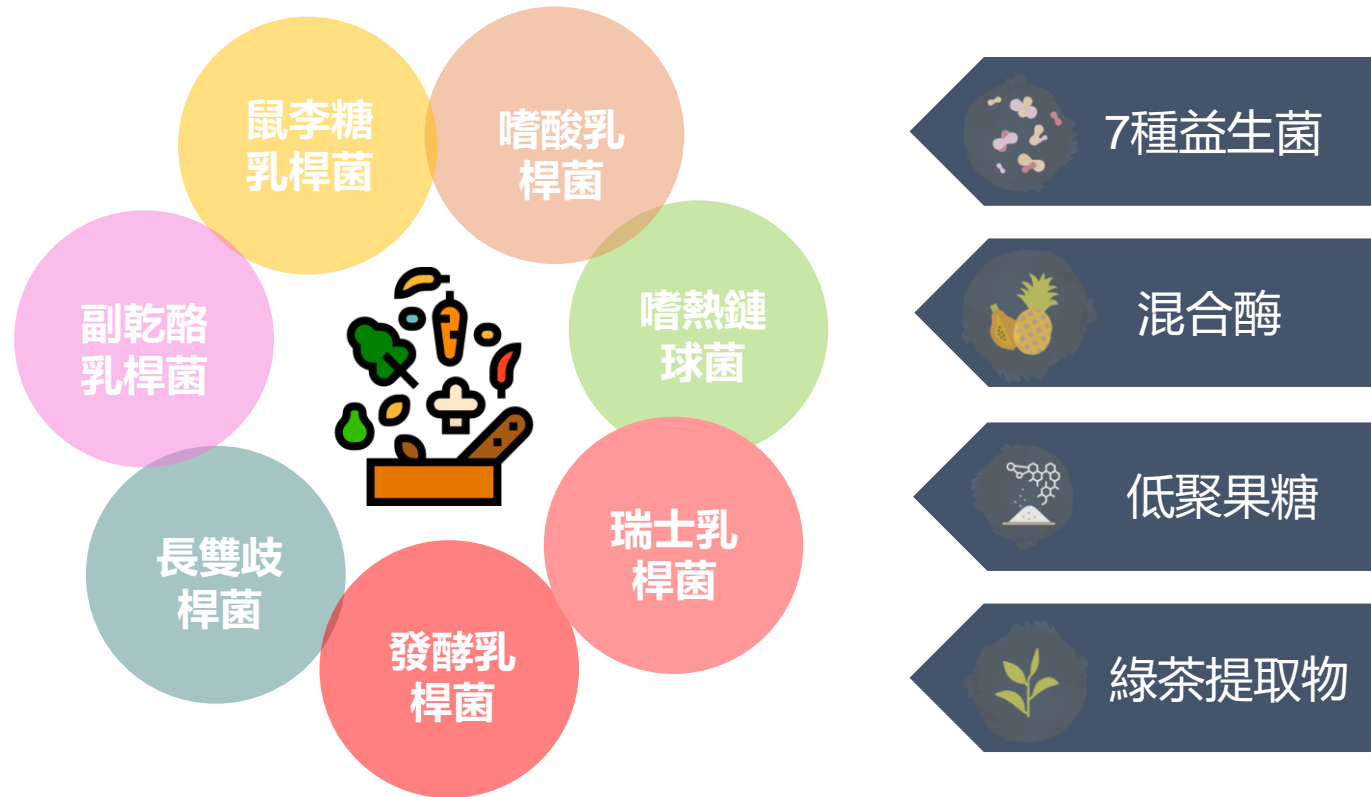 鼠李糖
乳桿菌
嗜酸乳
桿菌
嗜熱鏈
球菌
瑞士乳
桿菌
發酵乳
桿菌
長雙歧
桿菌
副乾酪
乳桿菌
7種益生菌
混合酶
低聚果糖
綠茶提取物